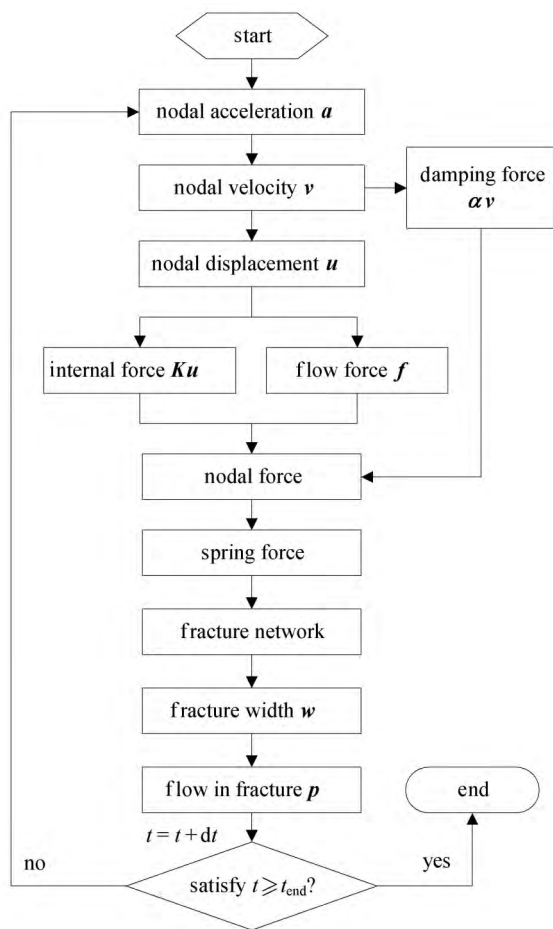 start
nodal acceleration a
nodal velocity v
damping force
αv
nodal displacement u
internal force Ku
flow force f
nodal force
spring force
fracture network
fracture width w
flow in fracture p
end
t = t + dt
no
yes
satisfy t ⩾ tend?